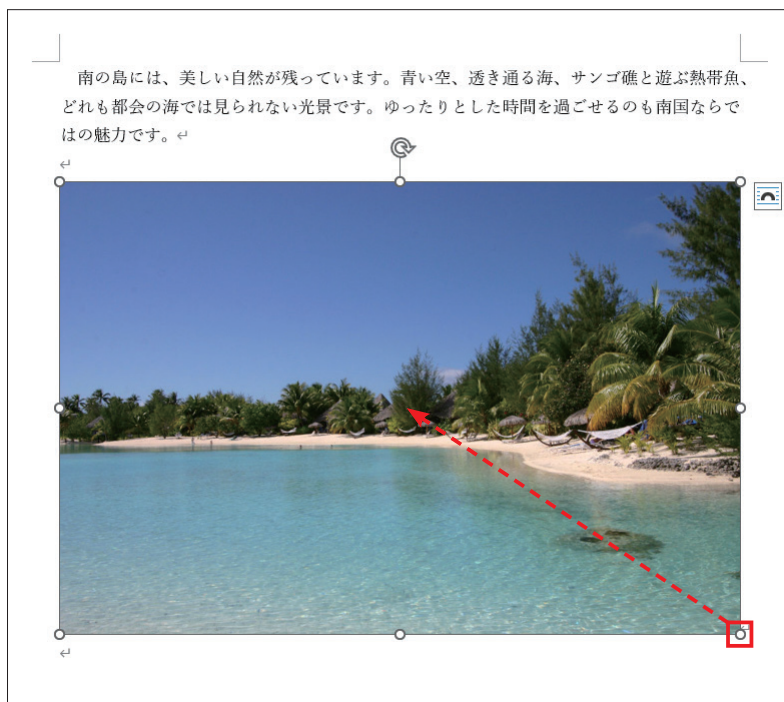 南の島には、美しい自然が残っています。青い空、透き通る海、サンゴ礁と遊ぶ熱帯魚、
どれも都会の海では見られない光景です。ゆったりとした時間を過ごせるのも南国ならで
はの魅力です。↵
↵
↵